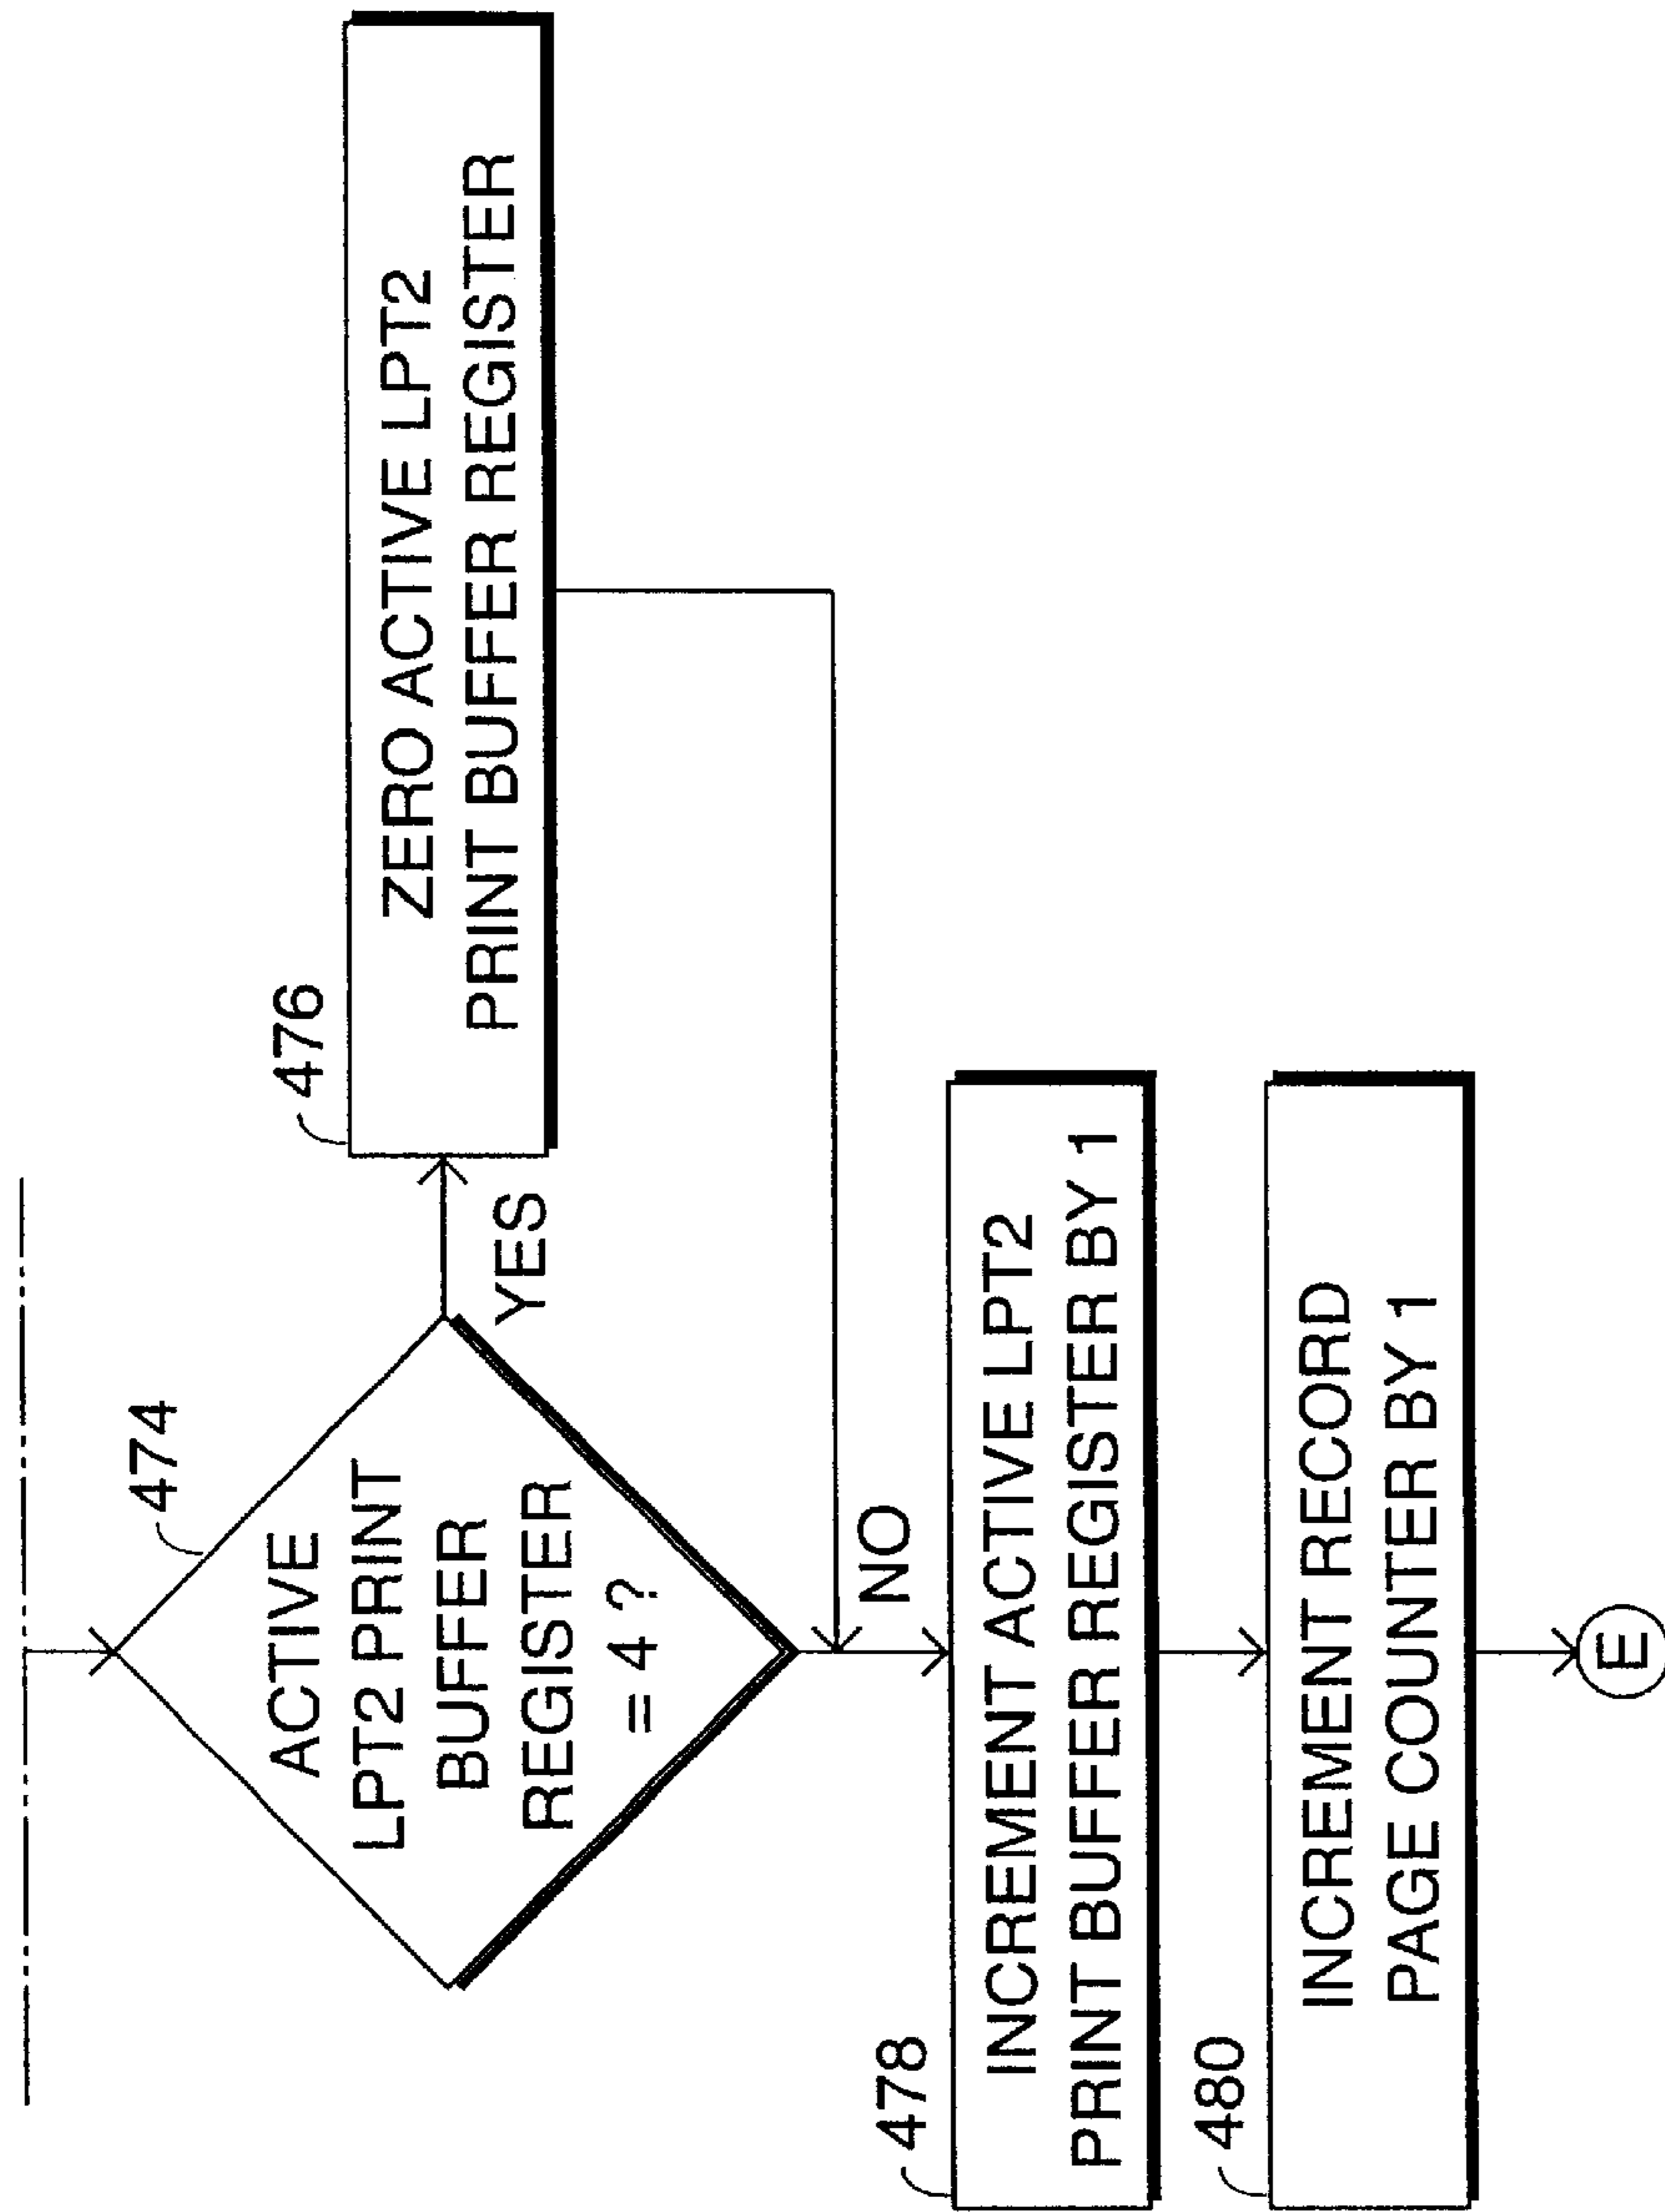 474
ACTIVE
LPT2 PRINT
BUFFER
REGISTER
= 4 ?
YES
476
ZERO ACTIVE LPT2
PRINT BUFFER REGISTER
NO
478
INCREMENT ACTIVE LPT2
PRINT BUFFER REGISTER BY 1
480
INCREMENT RECORD
PAGE COUNTER BY 1
E